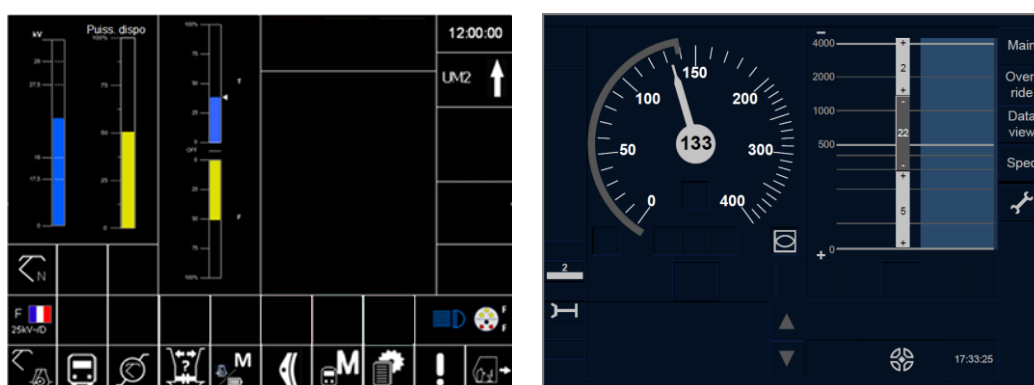 kV
Puiss. dispo
12:00:00
UM2
29
27,5
19
17,5
0
100%
75
50
25
0
100%
75
50
25
OFF
0
25
50
75
100%
T
F
N
F
25kV~/D
F
F
?
M
M
!
0
50
100
150
200
300
400
133
4000
2000
1000
500
0
+
2
+
-
22
-
+
5
+
Main
Over
ride
Data
view
Spec
2
17:33:25